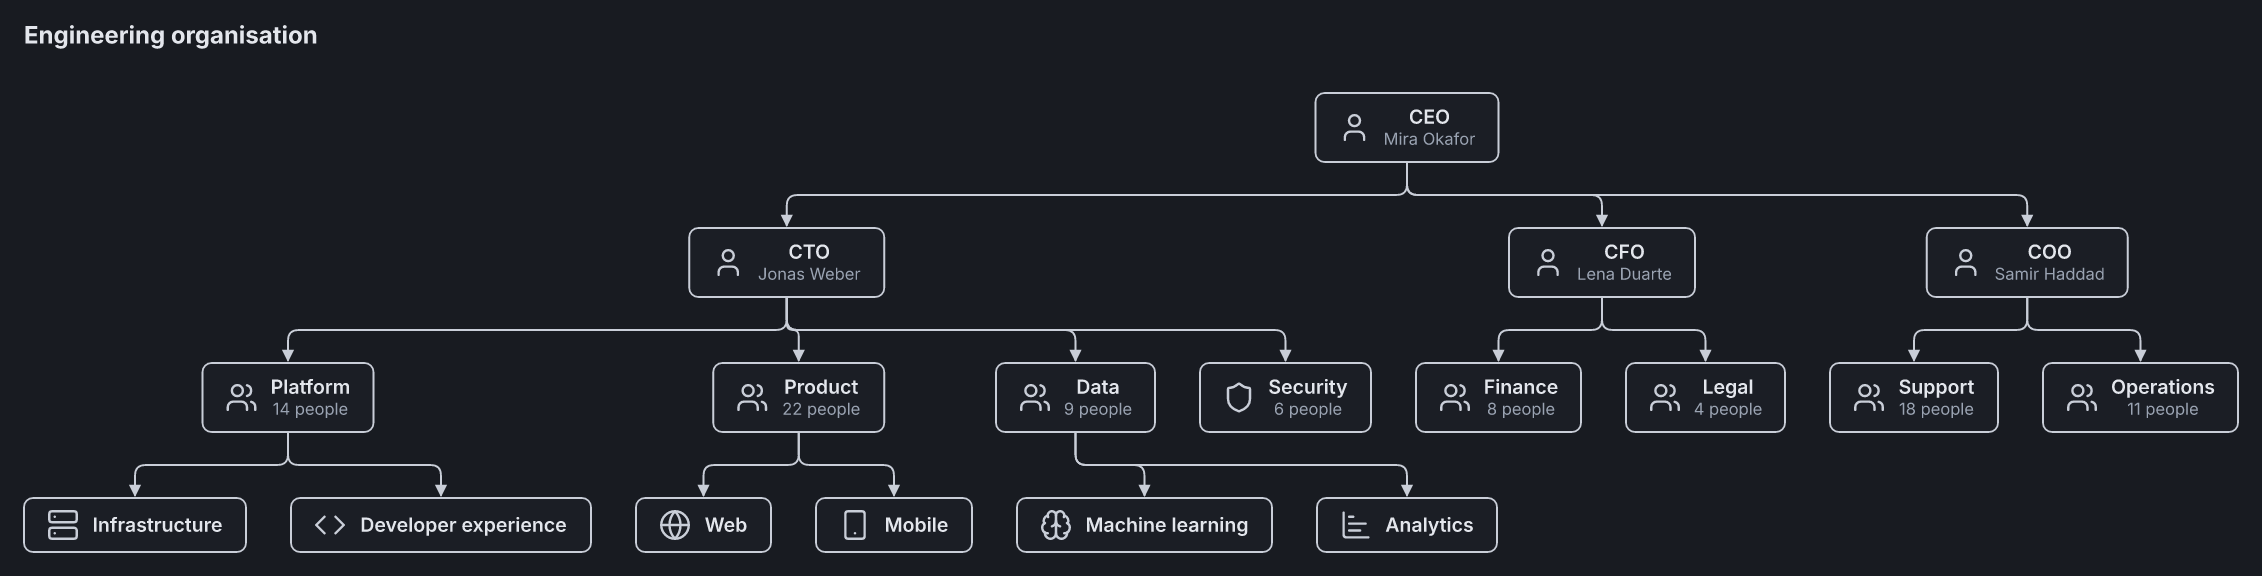 Engineering organisation
CEO
Mira Okafor
CTO
Jonas Weber
CFO
Lena Duarte
COO
Samir Haddad
Platform
14 people
Product
22 people
Data
9 people
Security
6 people
Finance
8 people
Legal
4 people
Support
18 people
Operations
11 people
Infrastructure
Developer experience
Web
Mobile
Machine learning
Analytics